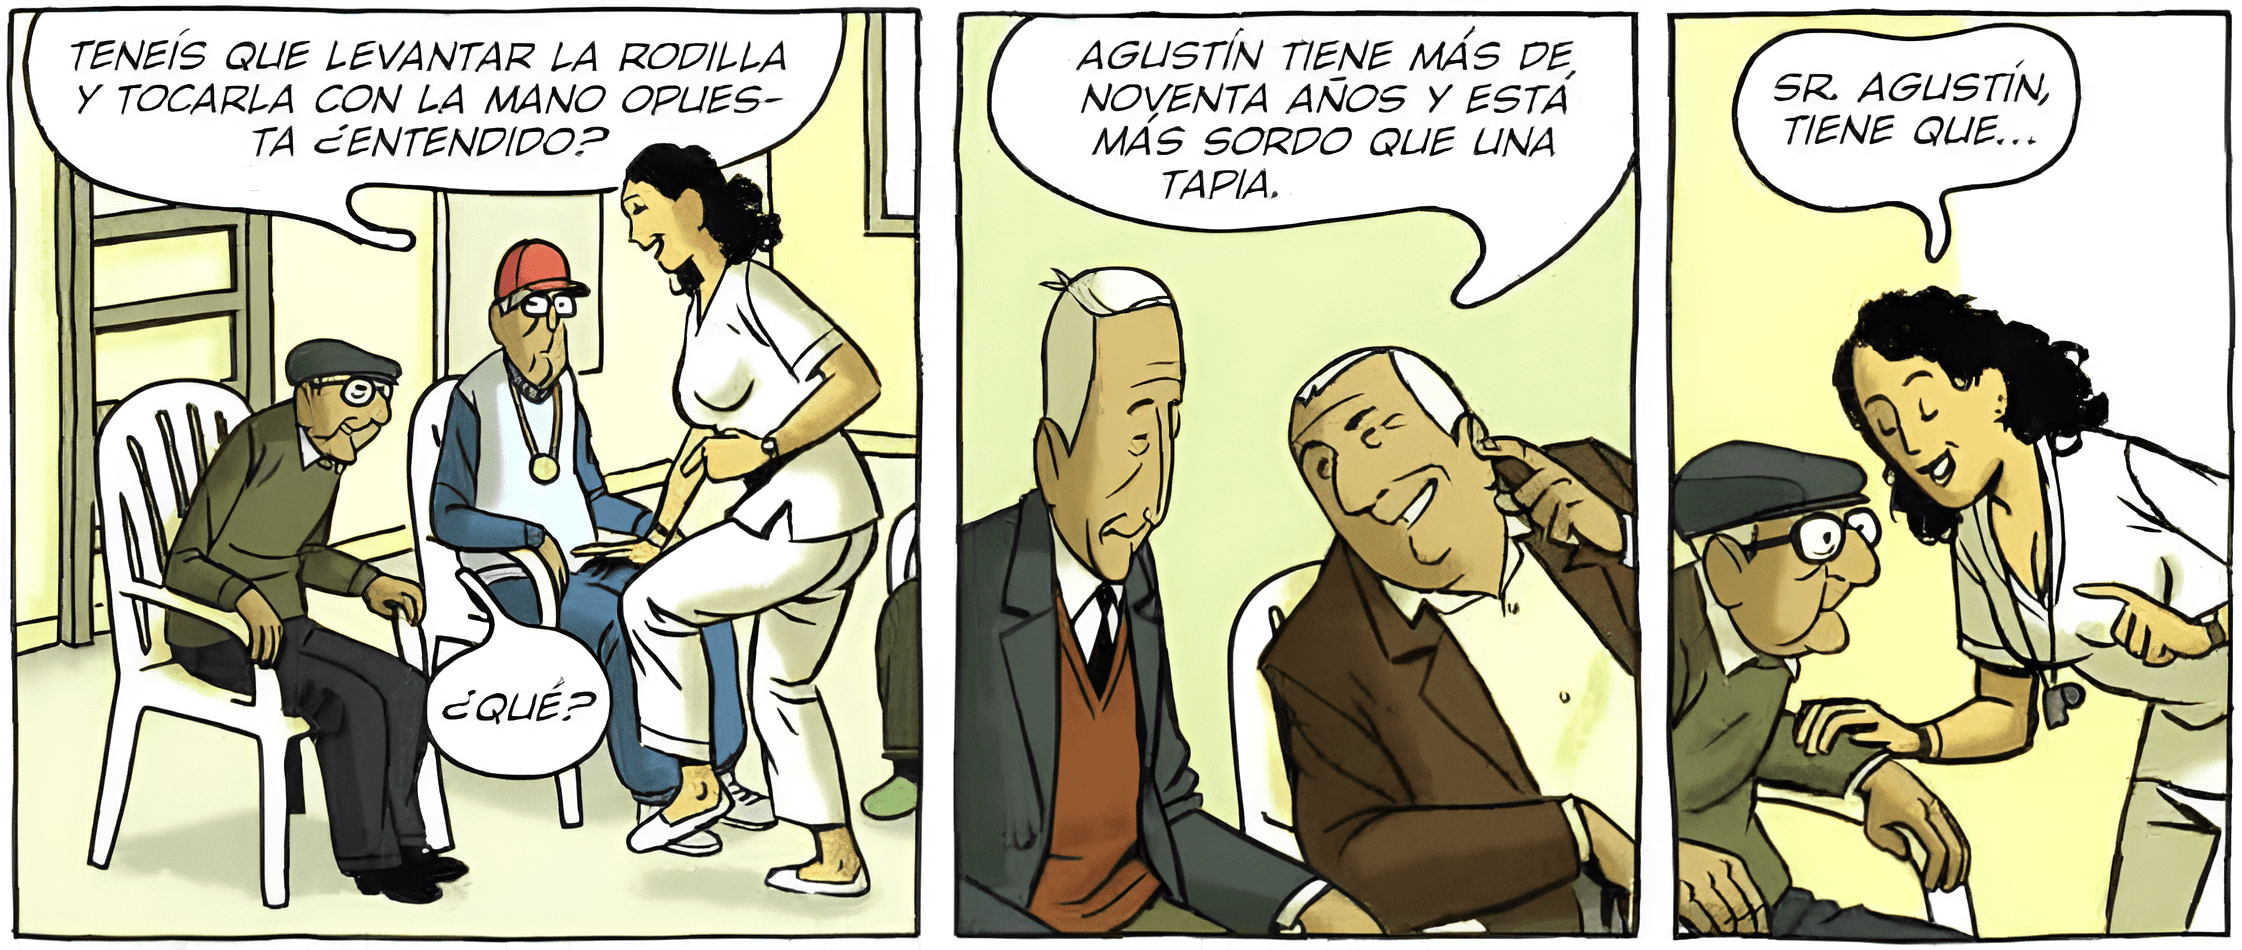 TENEÍS QUE LEVANTAR LA RODILLA
Y TOCARLA CON LA MANO OPUES-
TA ¿ENTENDIDO?
¿QUÉ?
AGUSTÍN TIENE MÁS DE
NOVENTA AÑOS Y ESTÁ
MÁS SORDO QUE UNA
TAPIA.
SR. AGUSTÍN,
TIENE QUE...